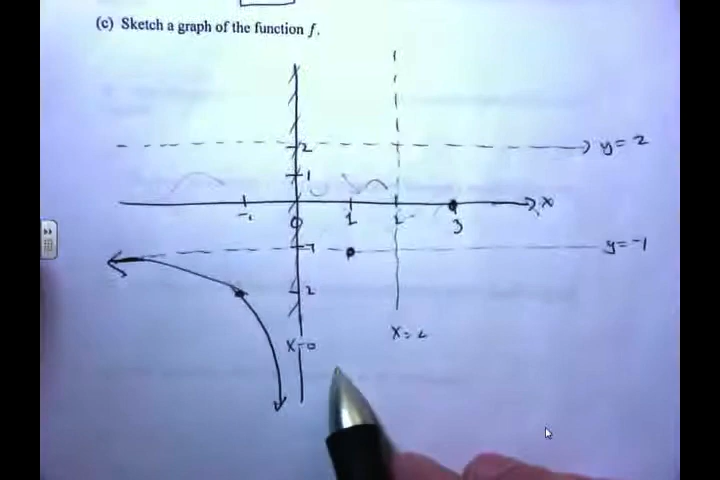 (c) Sketch a graph of the function f.
2
y = 2
1
x
-1
0
1
2
3
-1
y = -1
2
x = 0
x = 2